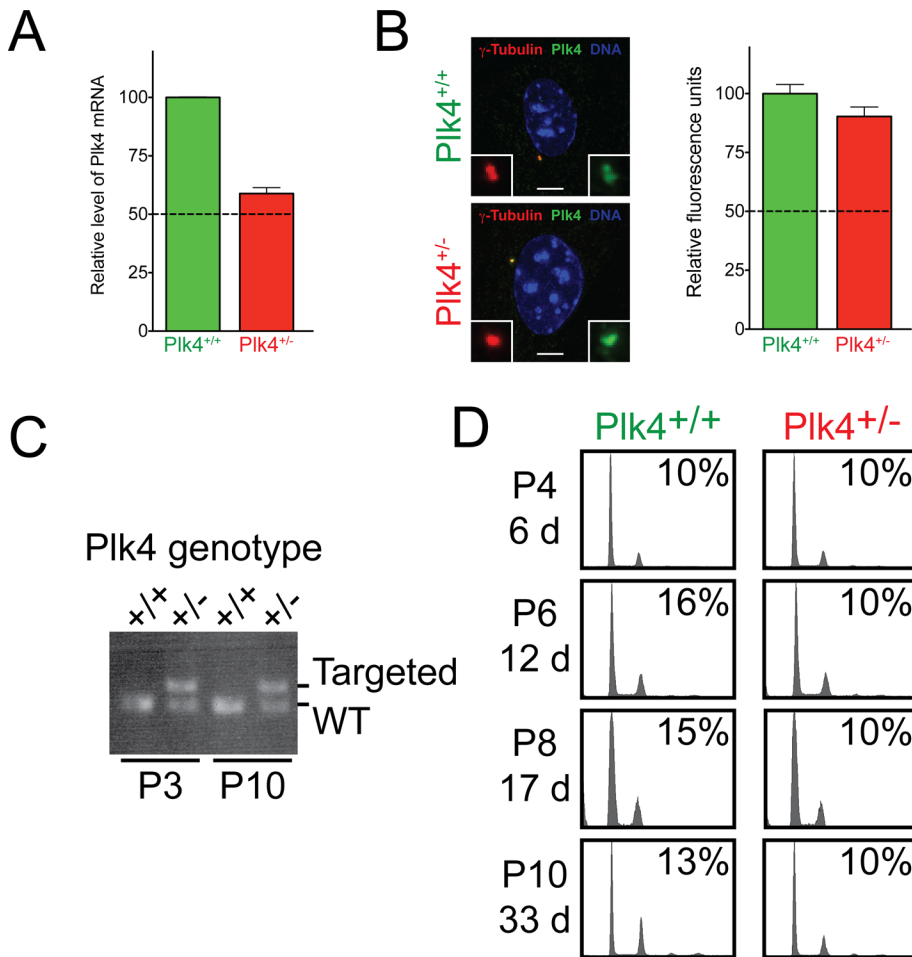 A
Relative level of Plk4 mRNA
100
75
50
25
0
Plk4+/+
Plk4+/-
B
Plk4+/+
γ-Tubulin Plk4 DNA
Plk4+/-
γ-Tubulin Plk4 DNA
Relative fluorescence units
100
75
50
25
0
Plk4+/+
Plk4+/-
C
Plk4 genotype
+/+ +/- +/+ +/-
Targeted
WT
P3 P10
D
Plk4+/+ Plk4+/-
P4
6 d
10% 10%
P6
12 d
16% 10%
P8
17 d
15% 10%
P10
33 d
13% 10%